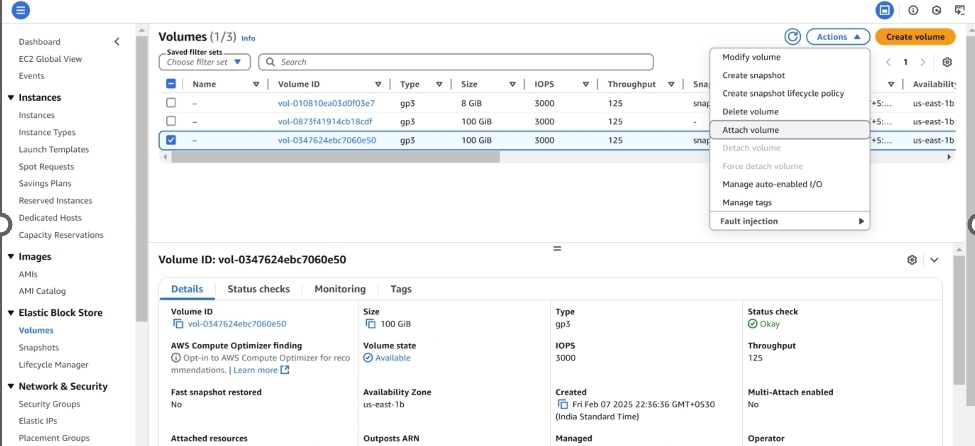 Dashboard
EC2 Global View
Events
Instances
Instances
Instance Types
Launch Templates
Spot Requests
Savings Plans
Reserved Instances
Dedicated Hosts
Capacity Reservations
Images
AMIs
AMI Catalog
Elastic Block Store
Volumes
Snapshots
Lifecycle Manager
Network & Security
Security Groups
Elastic IPs
Placement Groups
Volumes (1/3) Info
Actions
Create volume
Saved filter sets
Choose filter set
Search
1
Name Volume ID Type Size IOPS Throughput Snap Availability
– vol-010810ea03d0f03e7 gp3 8 GiB 3000 125 snap +5:... us-east-1b
– vol-0873f41914cb18cdf gp3 100 GiB 3000 125 - +5:... us-east-1b
– vol-0347624ebc7060e50 gp3 100 GiB 3000 125 snap +5:... us-east-1b
Modify volume
Create snapshot
Create snapshot lifecycle policy
Delete volume
Attach volume
Detach volume
Force detach volume
Manage auto-enabled I/O
Manage tags
Fault injection
Volume ID: vol-0347624ebc7060e50
Details Status checks Monitoring Tags
Volume ID
vol-0347624ebc7060e50
Size
100 GiB
Type
gp3
Status check
Okay
AWS Compute Optimizer finding
Opt-in to AWS Compute Optimizer for reco
mmendations. | Learn more
Volume state
Available
IOPS
3000
Throughput
125
Fast snapshot restored
No
Availability Zone
us-east-1b
Created
Fri Feb 07 2025 22:36:36 GMT+0530
(India Standard Time)
Multi-Attach enabled
No
Attached resources
Outposts ARN
Managed
Operator